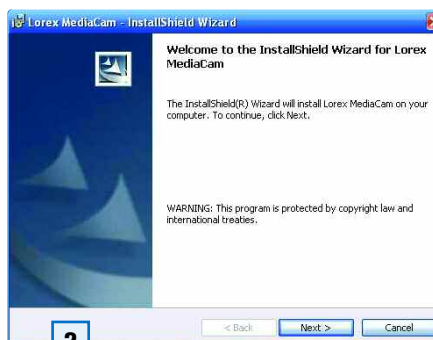 Lorex MediaCam - InstallShield Wizard
Welcome to the InstallShield Wizard for Lorex
MediaCam
The InstallShield(R) Wizard will install Lorex MediaCam on your
computer. To continue, click Next.
WARNING: This program is protected by copyright law and
international treaties.
< Back Next > Cancel